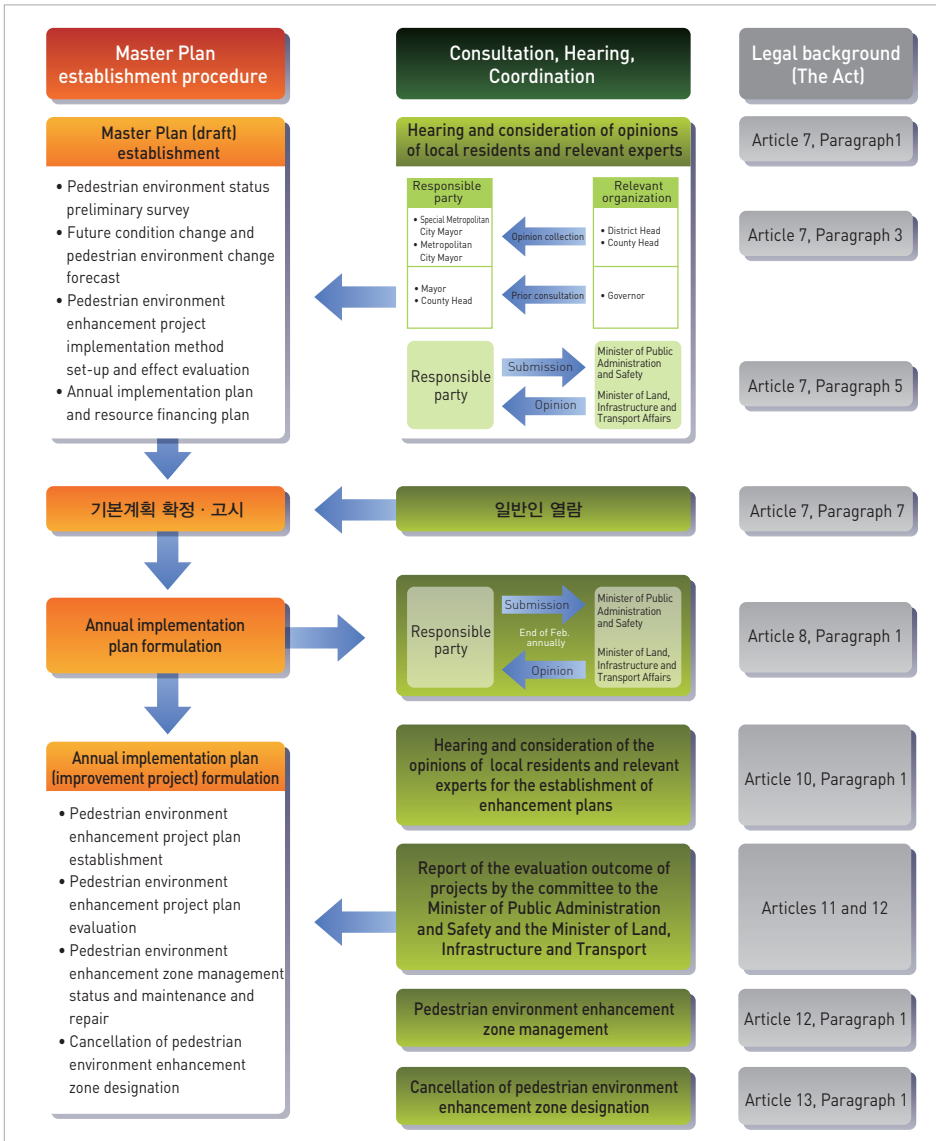 Master Plan
establishment procedure
Consultation, Hearing,
Coordination
Legal background
(The Act)
Master Plan (draft)
establishment
• Pedestrian environment status
preliminary survey
• Future condition change and
pedestrian environment change
forecast
• Pedestrian environment
enhancement project
implementation method
set-up and effect evaluation
• Annual implementation plan
and resource financing plan
Hearing and consideration of opinions
of local residents and relevant experts
Responsible
party
Relevant
organization
• Special Metropolitan
City Mayor
• Metropolitan
City Mayor
Opinion collection
• District Head
• County Head
• Mayor
• County Head
Prior consultation
• Governor
Responsible
party
Submission
Opinion
Minister of Public
Administration
and Safety
Minister of Land,
Infrastructure and
Transport Affairs
Article 7, Paragraph1
Article 7, Paragraph 3
Article 7, Paragraph 5
기본계획 확정 · 고시
일반인 열람
Article 7, Paragraph 7
Annual implementation
plan formulation
Responsible
party
Submission
End of Feb.
annually
Opinion
Minister of Public
Administration
and Safety
Minister of Land,
Infrastructure and
Transport Affairs
Article 8, Paragraph 1
Annual implementation plan
(improvement project) formulation
• Pedestrian environment
enhancement project plan
establishment
• Pedestrian environment
enhancement project plan
evaluation
• Pedestrian environment
enhancement zone management
status and maintenance and
repair
• Cancellation of pedestrian
environment enhancement
zone designation
Hearing and consideration of the
opinions of local residents and relevant
experts for the establishment of
enhancement plans
Article 10, Paragraph 1
Report of the evaluation outcome of
projects by the committee to the
Minister of Public Administration
and Safety and the Minister of Land,
Infrastructure and Transport
Articles 11 and 12
Pedestrian environment enhancement
zone management
Article 12, Paragraph 1
Cancellation of pedestrian environment
enhancement zone designation
Article 13, Paragraph 1